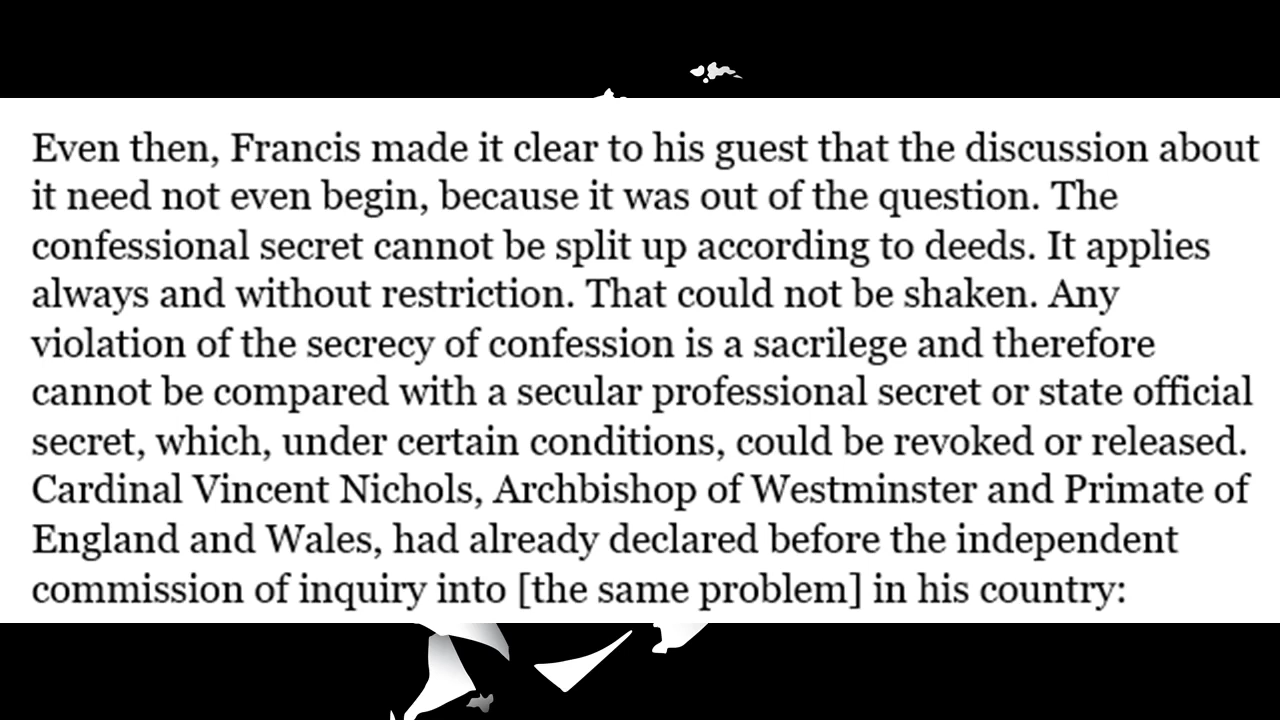 Even then, Francis made it clear to his guest that the discussion about
it need not even begin, because it was out of the question. The
confessional secret cannot be split up according to deeds. It applies
always and without restriction. That could not be shaken. Any
violation of the secrecy of confession is a sacrilege and therefore
cannot be compared with a secular professional secret or state official
secret, which, under certain conditions, could be revoked or released.
Cardinal Vincent Nichols, Archbishop of Westminster and Primate of
England and Wales, had already declared before the independent
commission of inquiry into [the same problem] in his country: